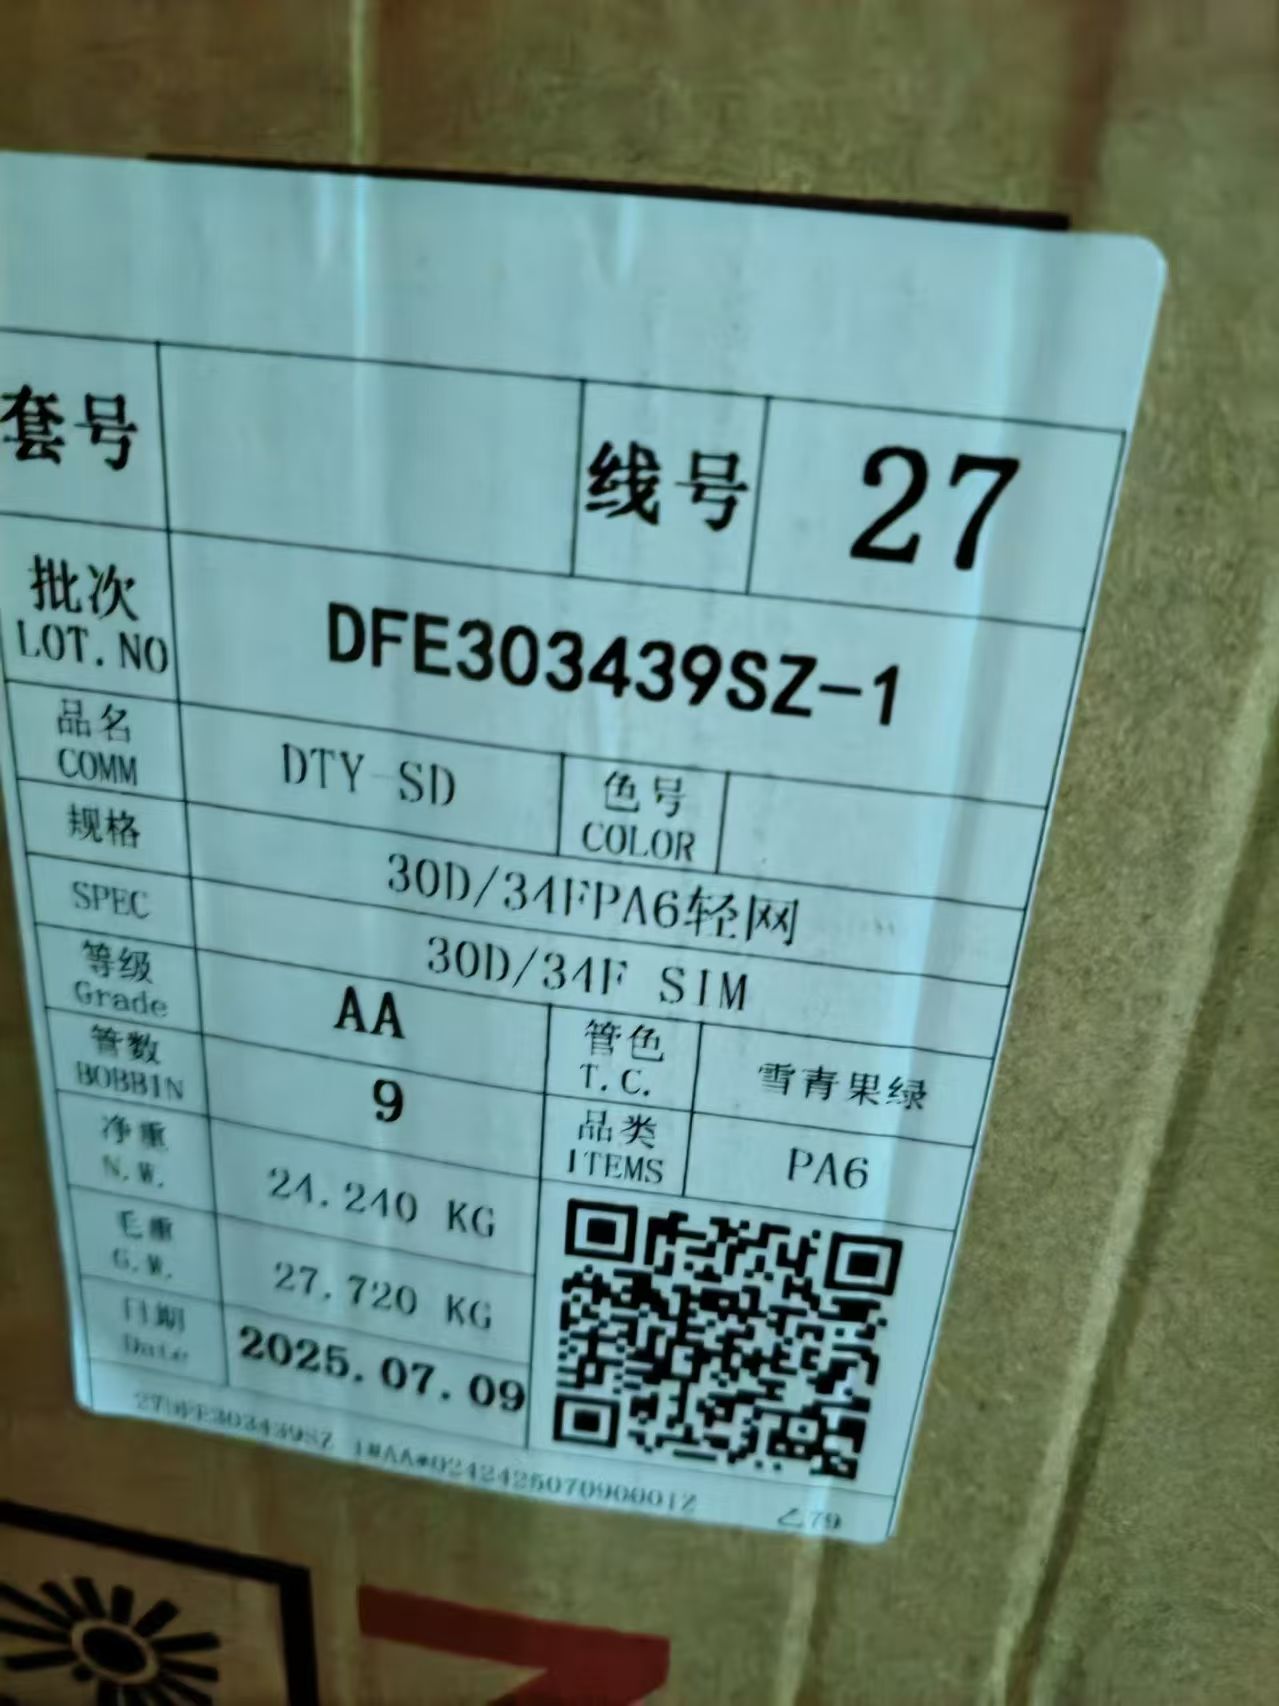 套号
线号 27
批次 LOT.NO DFE303439SZ-1
品名 COMM DTY-SD 色号 COLOR
规格 30D/34FPA6轻网
SPEC 30D/34F SIM
等级 Grade AA 管色 T.C. 雪青果绿
管数 BOBBIN 9 品类 ITEMS PA6
净重 N.W. 24.240 KG
毛重 G.W. 27.720 KG
日期 Date 2025.07.09
乙79